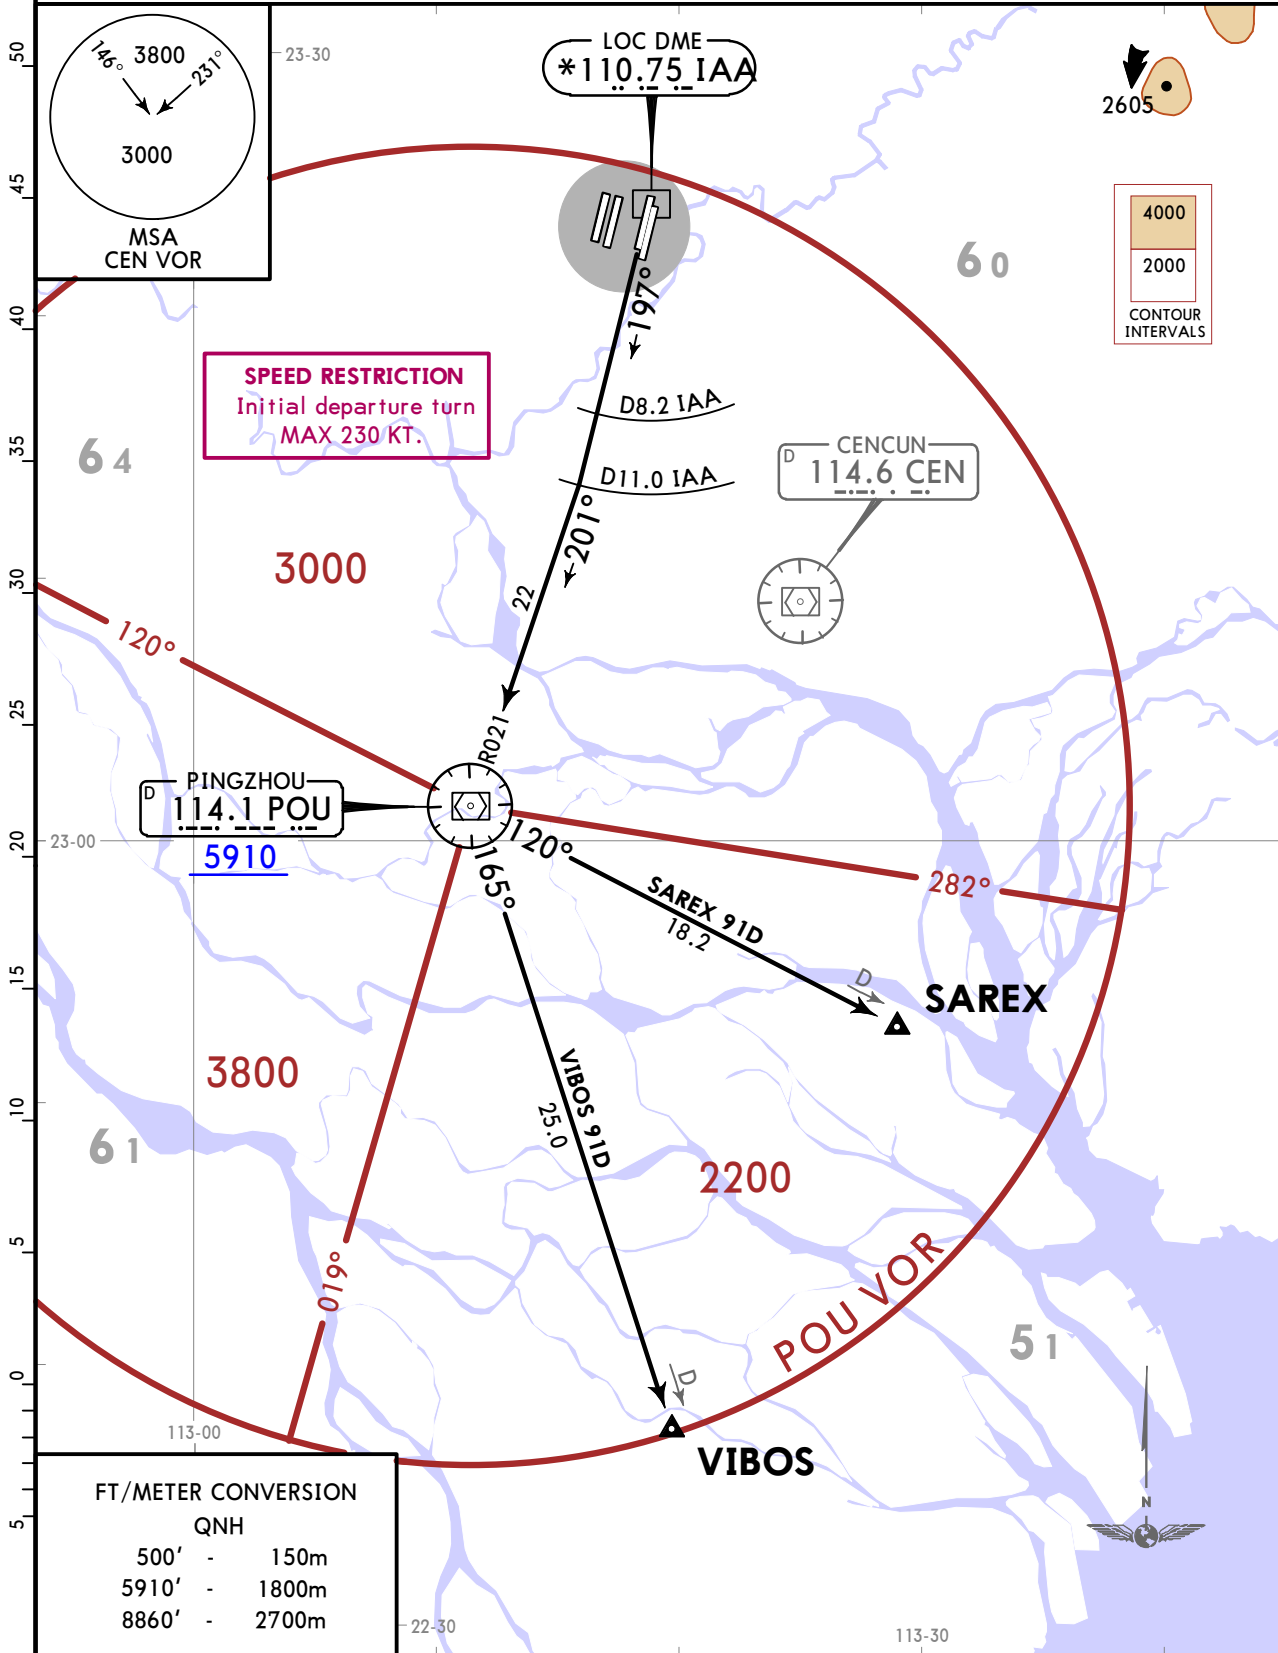 50
45
40
35
30
25
20
15
10
5
0
5
146°
3800
231°
3000
MSA
CEN VOR
23-30
LOC DME
*110.75 IAA
2605
4000
2000
CONTOUR
INTERVALS
60
197°
SPEED RESTRICTION
Initial departure turn
MAX 230 KT.
D8.2 IAA
64
CENCUN
D 114.6 CEN
D11.0 IAA
201°
3000
22
120°
R021
PINGZHOU
D 114.1 POU
5910
23-00
120°
165°
282°
SAREX 91D
18.2
D
SAREX
3800
VIBOS 91D
25.0
61
2200
019°
POU VOR
51
D
113-00
VIBOS
N
FT/METER CONVERSION
QNH
500' - 150m
5910' - 1800m
8860' - 2700m
22-30
113-30